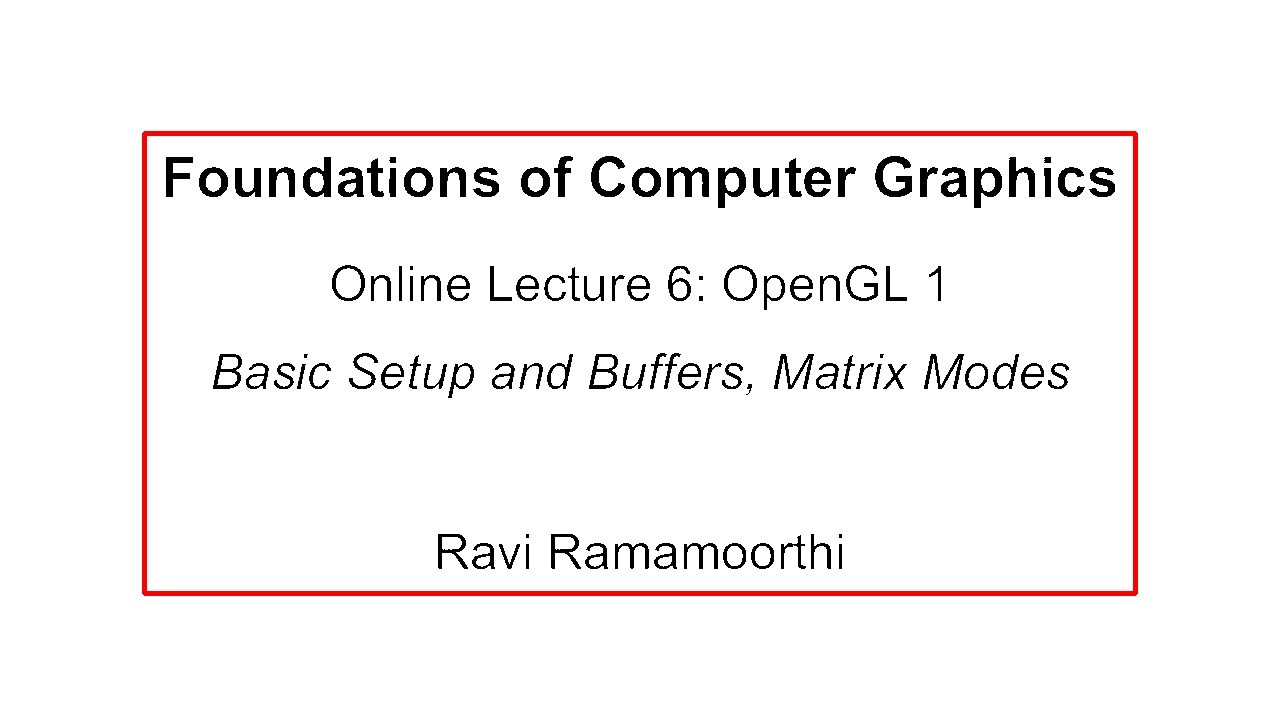 Foundations of Computer Graphics
Online Lecture 6: OpenGL 1
Basic Setup and Buffers, Matrix Modes
Ravi Ramamoorthi